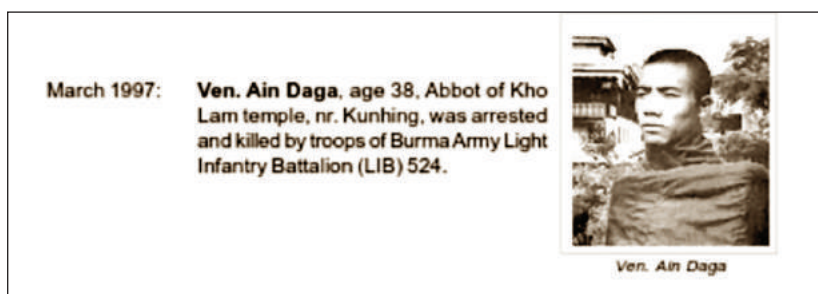 March 1997: Ven. Ain Daga, age 38, Abbot of Kho
Lam temple, nr. Kunhing, was arrested
and killed by troops of Burma Army Light
Infantry Battalion (LIB) 524.
Ven. Ain Daga